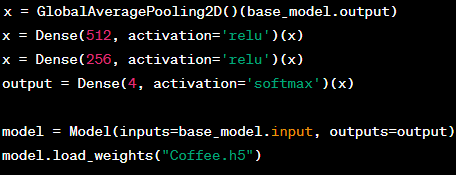 x = GlobalAveragePooling2D()(base_model.output)
x = Dense(512, activation='relu')(x)
x = Dense(256, activation='relu')(x)
output = Dense(4, activation='softmax')(x)
model = Model(inputs=base_model.input, outputs=output)
model.load_weights("Coffee.h5")